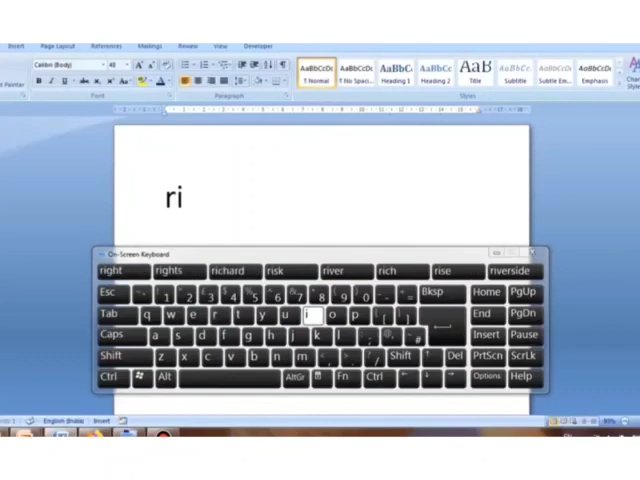 Insert Page Layout References Mailings Review View Developer
Calibri (Body) 48
AaBbCcDc AaBbCcDc AaBbCc AaBbCc AaB AaBbCc. AaBbCcDc AaBbCcDc
Painter ¶ Normal ¶ No Spaci... Heading 1 Heading 2 Title Subtitle Subtle Em... Emphasis
Font Paragraph Styles
ri
On-Screen Keyboard
right rights richard risk river rich rise riverside
Esc 1 2 3 4 5 6 7 8 9 0 - = Bksp Home PgUp
Tab q w e r t y u i o p [ ] End PgDn
Caps a s d f g h j k l ; ' # Insert Pause
Shift z x c v b n m , . / Shift ↑ Del PrtScn ScrLk
Ctrl Alt AltGr Fn Ctrl ← ↓ → Options Help
English (India) Insert 80%